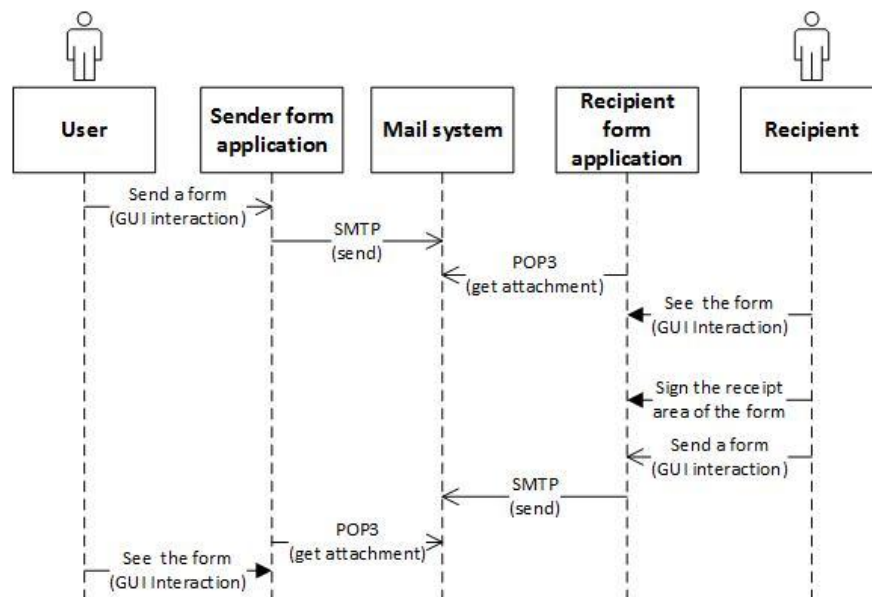 User
Sender form
application
Mail system
Recipient
form
application
Recipient
Send a form
(GUI interaction)
SMTP
(send)
POP3
(get attachment)
See the form
(GUI Interaction)
Sign the receipt
area of the form
Send a form
(GUI interaction)
SMTP
(send)
POP3
(get attachment)
See the form
(GUI Interaction)